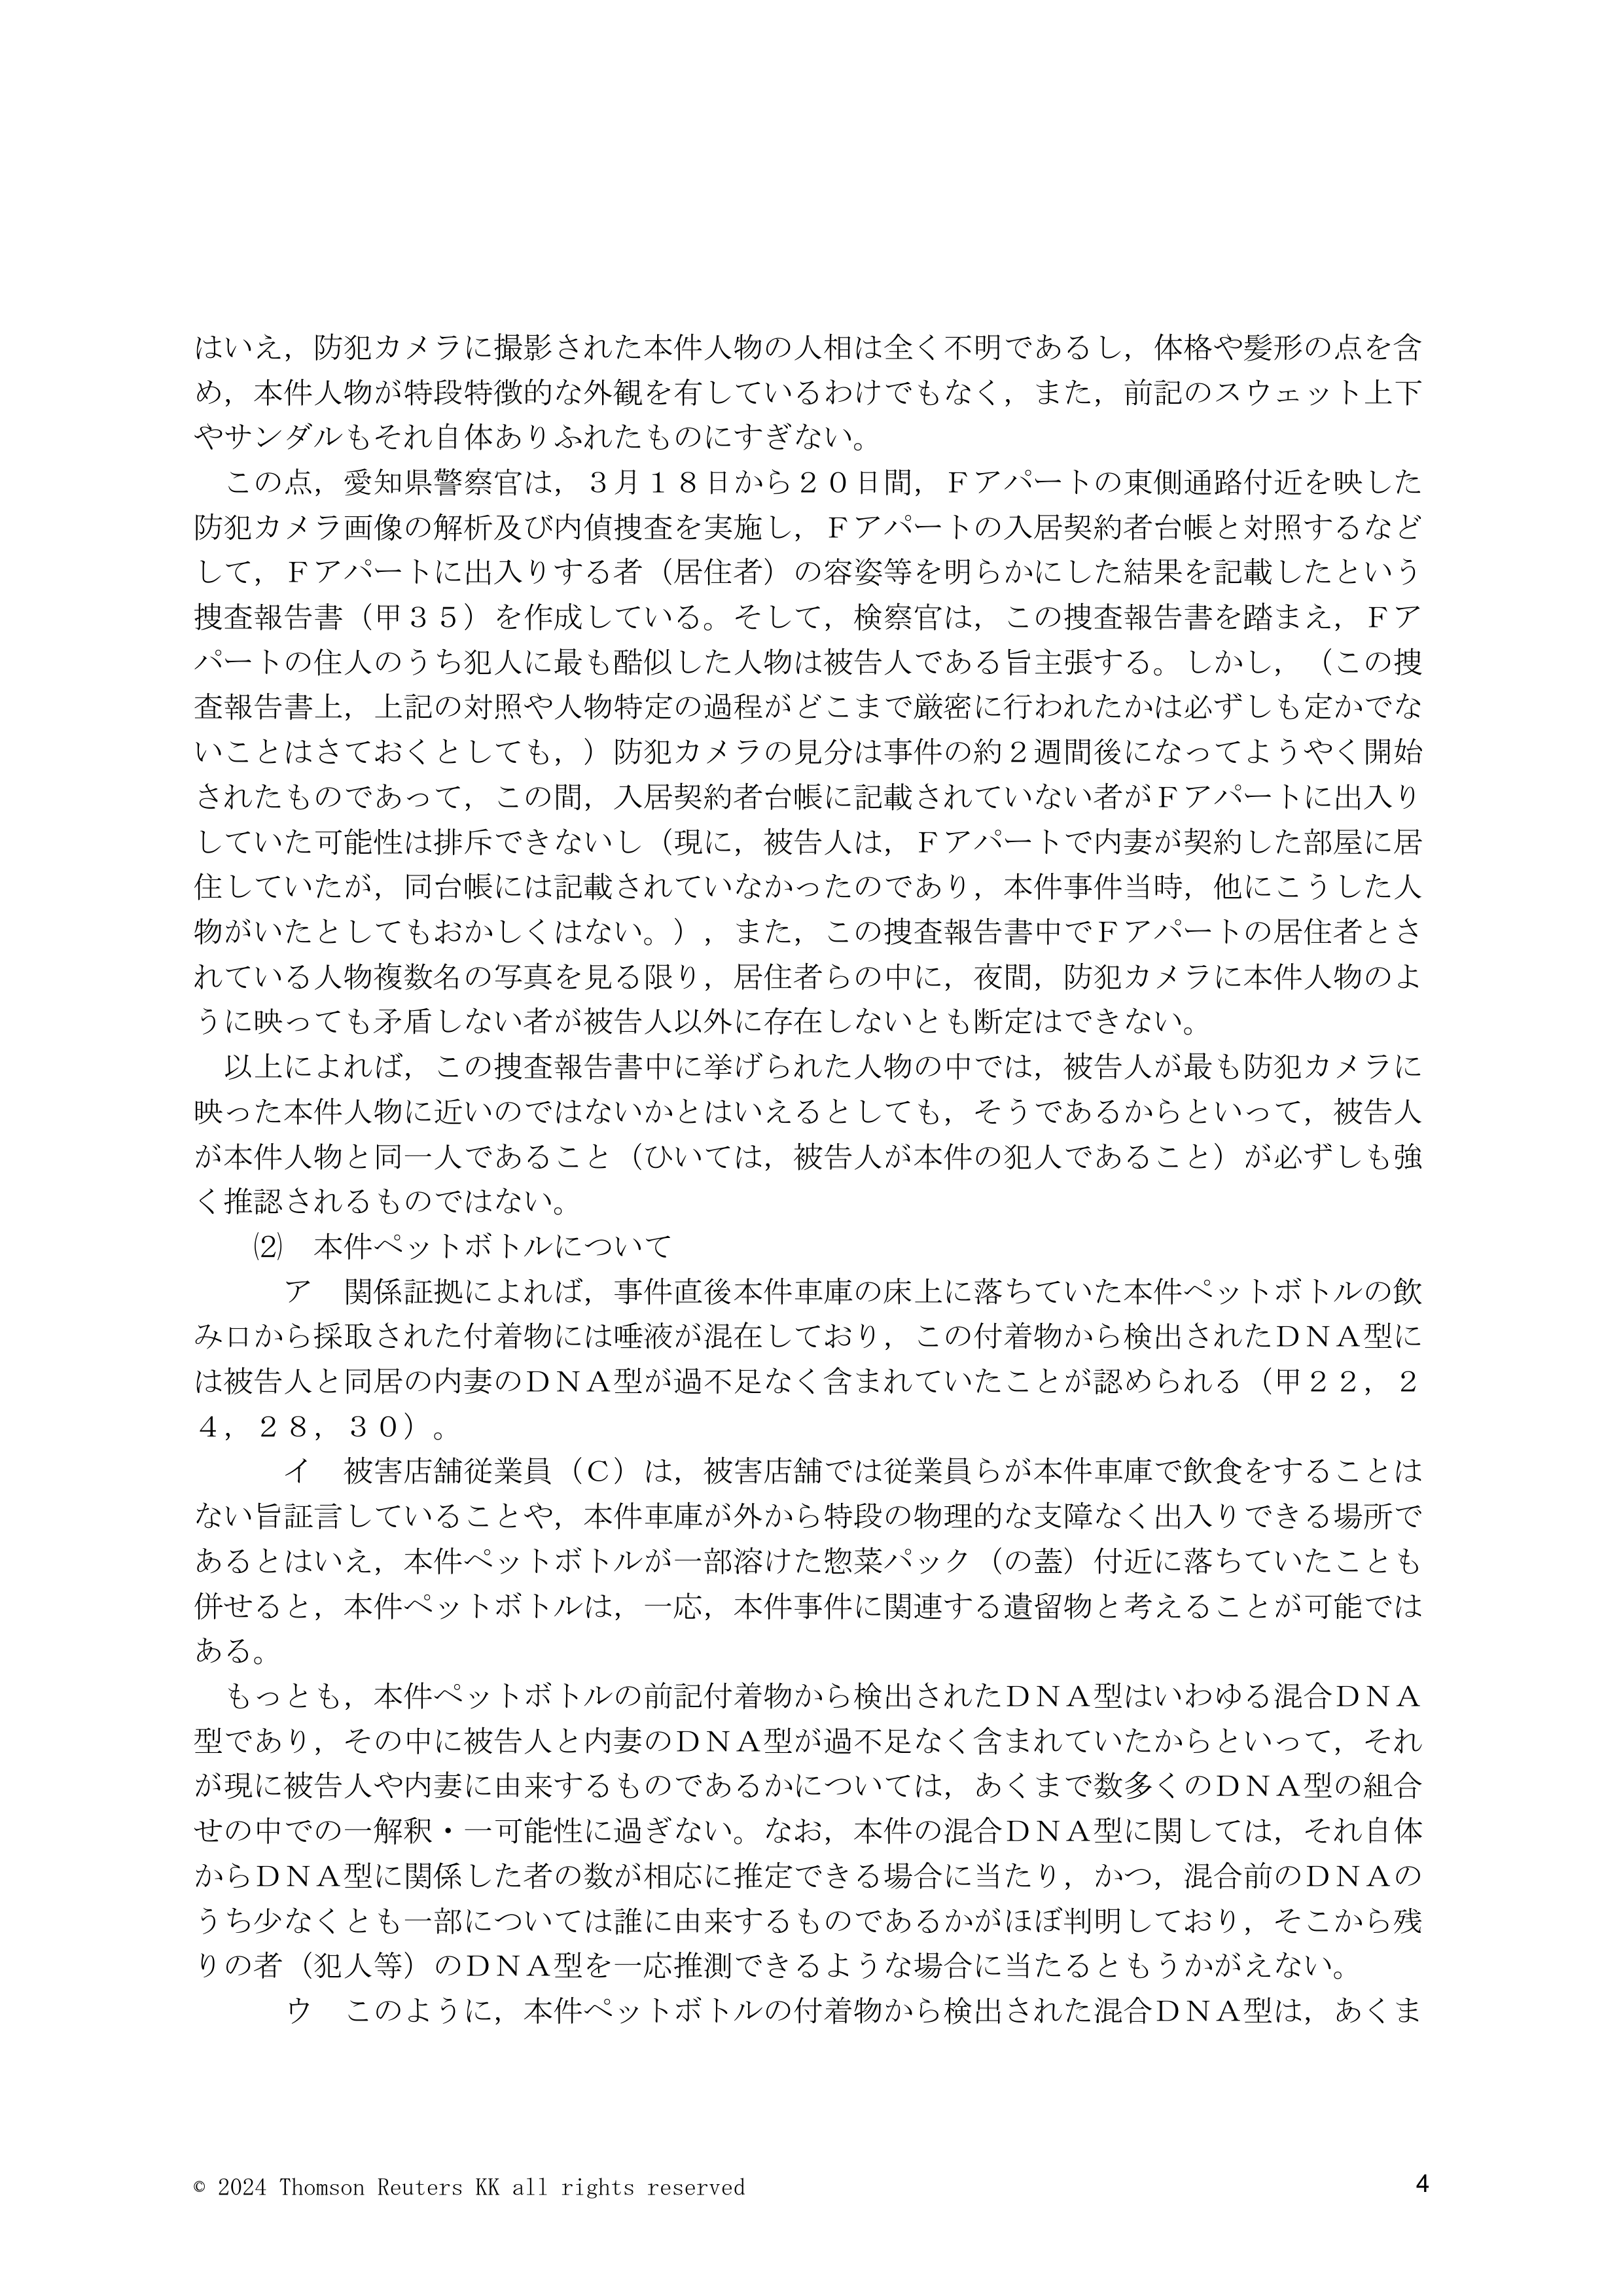 はいえ，防犯カメラに撮影された本件人物の人相は全く不明であるし，体格や髪形の点を含
め，本件人物が特段特徴的な外観を有しているわけでもなく，また，前記のスウェット上下
やサンダルもそれ自体ありふれたものにすぎない。
　この点，愛知県警察官は，３月１８日から２０日間，Ｆアパートの東側通路付近を映した
防犯カメラ画像の解析及び内偵捜査を実施し，Ｆアパートの入居契約者台帳と対照するなど
して，Ｆアパートに出入りする者（居住者）の容姿等を明らかにした結果を記載したという
捜査報告書（甲３５）を作成している。そして，検察官は，この捜査報告書を踏まえ，Ｆア
パートの住人のうち犯人に最も酷似した人物は被告人である旨主張する。しかし，（この捜
査報告書上，上記の対照や人物特定の過程がどこまで厳密に行われたかは必ずしも定かでな
いことはさておくとしても，）防犯カメラの見分は事件の約２週間後になってようやく開始
されたものであって，この間，入居契約者台帳に記載されていない者がＦアパートに出入り
していた可能性は排斥できないし（現に，被告人は，Ｆアパートで内妻が契約した部屋に居
住していたが，同台帳には記載されていなかったのであり，本件事件当時，他にこうした人
物がいたとしてもおかしくはない。），また，この捜査報告書中でＦアパートの居住者とさ
れている人物複数名の写真を見る限り，居住者らの中に，夜間，防犯カメラに本件人物のよ
うに映っても矛盾しない者が被告人以外に存在しないとも断定はできない。
　以上によれば，この捜査報告書中に挙げられた人物の中では，被告人が最も防犯カメラに
映った本件人物に近いのではないかとはいえるとしても，そうであるからといって，被告人
が本件人物と同一人であること（ひいては，被告人が本件の犯人であること）が必ずしも強
く推認されるものではない。
　　⑵　本件ペットボトルについて
　　　ア　関係証拠によれば，事件直後本件車庫の床上に落ちていた本件ペットボトルの飲
み口から採取された付着物には唾液が混在しており，この付着物から検出されたＤＮＡ型に
は被告人と同居の内妻のＤＮＡ型が過不足なく含まれていたことが認められる（甲２２，２
４，２８，３０）。
　　　イ　被害店舗従業員（Ｃ）は，被害店舗では従業員らが本件車庫で飲食をすることは
ない旨証言していることや，本件車庫が外から特段の物理的な支障なく出入りできる場所で
あるとはいえ，本件ペットボトルが一部溶けた惣菜パック（の蓋）付近に落ちていたことも
併せると，本件ペットボトルは，一応，本件事件に関連する遺留物と考えることが可能では
ある。
　もっとも，本件ペットボトルの前記付着物から検出されたＤＮＡ型はいわゆる混合ＤＮＡ
型であり，その中に被告人と内妻のＤＮＡ型が過不足なく含まれていたからといって，それ
が現に被告人や内妻に由来するものであるかについては，あくまで数多くのＤＮＡ型の組合
せの中での一解釈・一可能性に過ぎない。なお，本件の混合ＤＮＡ型に関しては，それ自体
からＤＮＡ型に関係した者の数が相応に推定できる場合に当たり，かつ，混合前のＤＮＡの
うち少なくとも一部については誰に由来するものであるかがほぼ判明しており，そこから残
りの者（犯人等）のＤＮＡ型を一応推測できるような場合に当たるともうかがえない。
　　　ウ　このように，本件ペットボトルの付着物から検出された混合ＤＮＡ型は，あくま
© 2024 Thomson Reuters KK all rights reserved
4